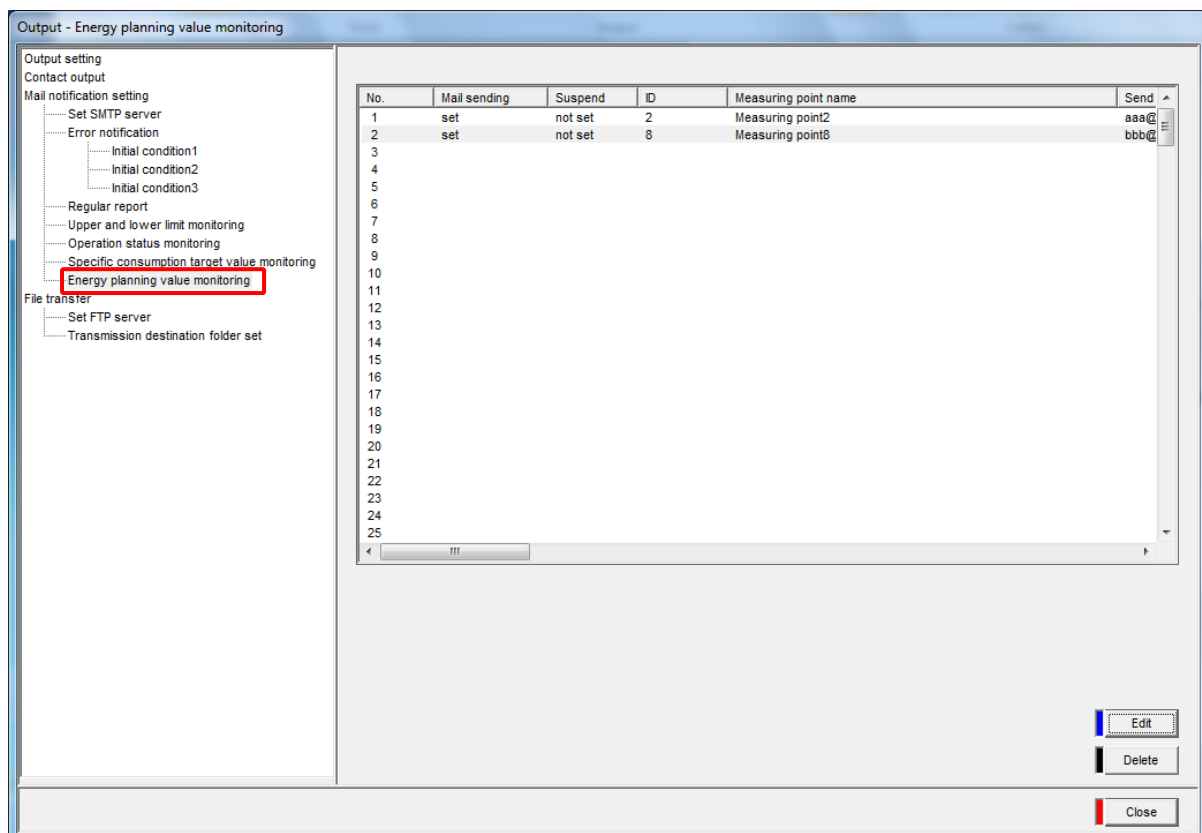 Output - Energy planning value monitoring
Output setting
Contact output
Mail notification setting
Set SMTP server
Error notification
Initial condition1
Initial condition2
Initial condition3
Regular report
Upper and lower limit monitoring
Operation status monitoring
Specific consumption target value monitoring
Energy planning value monitoring
File transfer
Set FTP server
Transmission destination folder set
No. Mail sending Suspend ID Measuring point name Send
1 set not set 2 Measuring point2 aaa@
2 set not set 8 Measuring point8 bbb@
3
4
5
6
7
8
9
10
11
12
13
14
15
16
17
18
19
20
21
22
23
24
25
Edit
Delete
Close